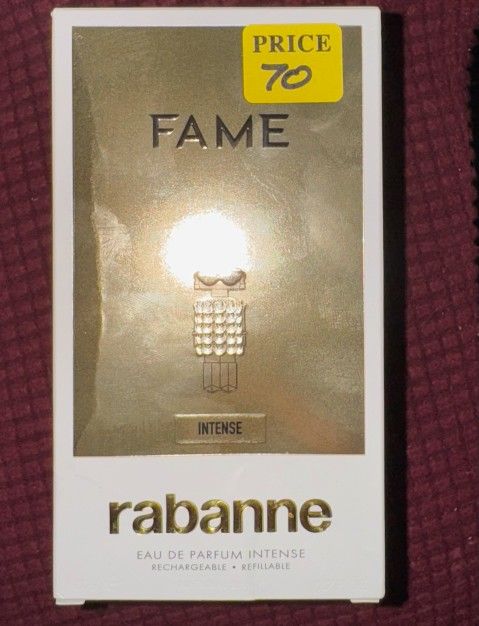 PRICE
70
FAME
INTENSE
rabanne
EAU DE PARFUM INTENSE
RECHARGEABLE • REFILLABLE